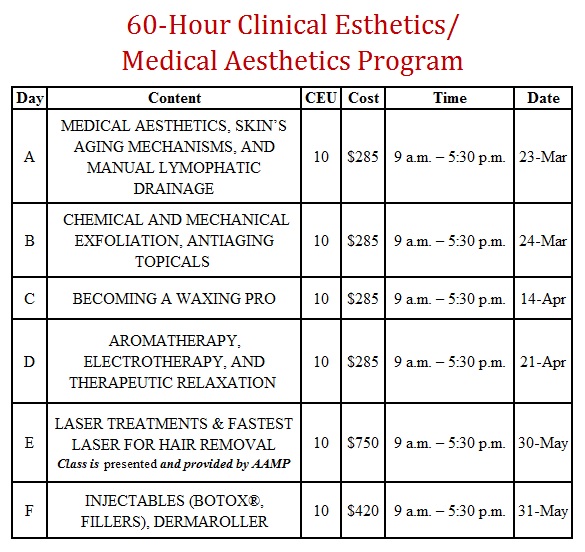 60-Hour Clinical Esthetics/
Medical Aesthetics Program
Day Content CEU Cost Time Date
MEDICAL AESTHETICS, SKIN'S
AGING MECHANISMS, AND
MANUAL LYMOPHATIC
DRAINAGE
A 10 $285 9 a.m. – 5:30 p.m. 23-Mar
CHEMICAL AND MECHANICAL
EXFOLIATION, ANTIAGING
TOPICALS
B 10 $285 9 a.m. – 5:30 p.m. 24-Mar
C BECOMING A WAXING PRO 10 $285 9 a.m. – 5:30 p.m. 14-Apr
AROMATHERAPY,
ELECTROTHERAPY, AND
THERAPEUTIC RELAXATION
D 10 $285 9 a.m. – 5:30 p.m. 21-Apr
LASER TREATMENTS & FASTEST
LASER FOR HAIR REMOVAL
Class is presented and provided by AAMP
E 10 $750 9 a.m. – 5:30 p.m. 30-May
INJECTABLES (BOTOX®,
FILLERS), DERMAROLLER
F 10 $420 9 a.m. – 5:30 p.m. 31-May